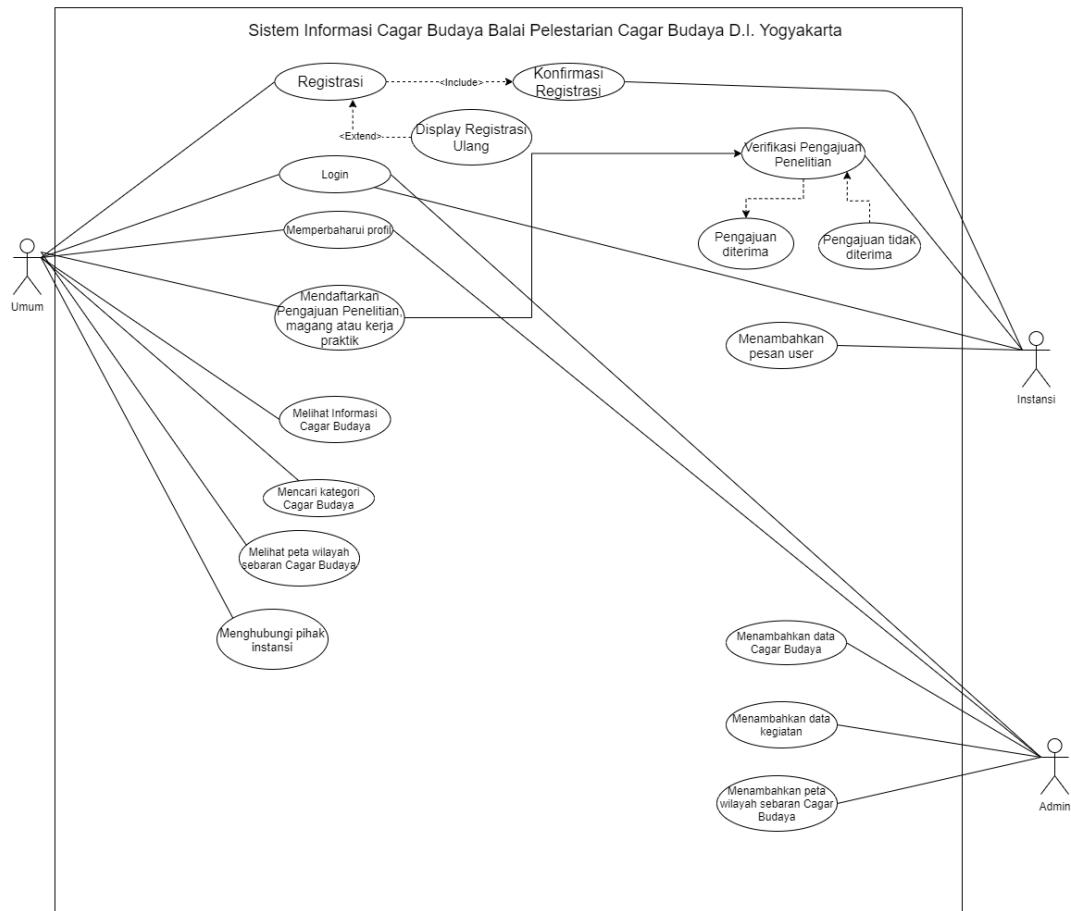 Sistem Informasi Cagar Budaya Balai Pelestarian Cagar Budaya D.I. Yogyakarta
Registrasi
<Include>
Konfirmasi
Registrasi
<Extend>
Display Registrasi
Ulang
Verifikasi Pengajuan
Penelitian
Login
Memperbaharui profil
Pengajuan
diterima
Pengajuan tidak
diterima
Umum
Mendaftarkan
Pengajuan Penelitian,
magang atau kerja
praktik
Menambahkan
pesan user
Instansi
Melihat Informasi
Cagar Budaya
Mencari kategori
Cagar Budaya
Melihat peta wilayah
sebaran Cagar Budaya
Menghubungi pihak
instansi
Menambahkan data
Cagar Budaya
Menambahkan data
kegiatan
Menambahkan peta
wilayah sebaran Cagar
Budaya
Admin